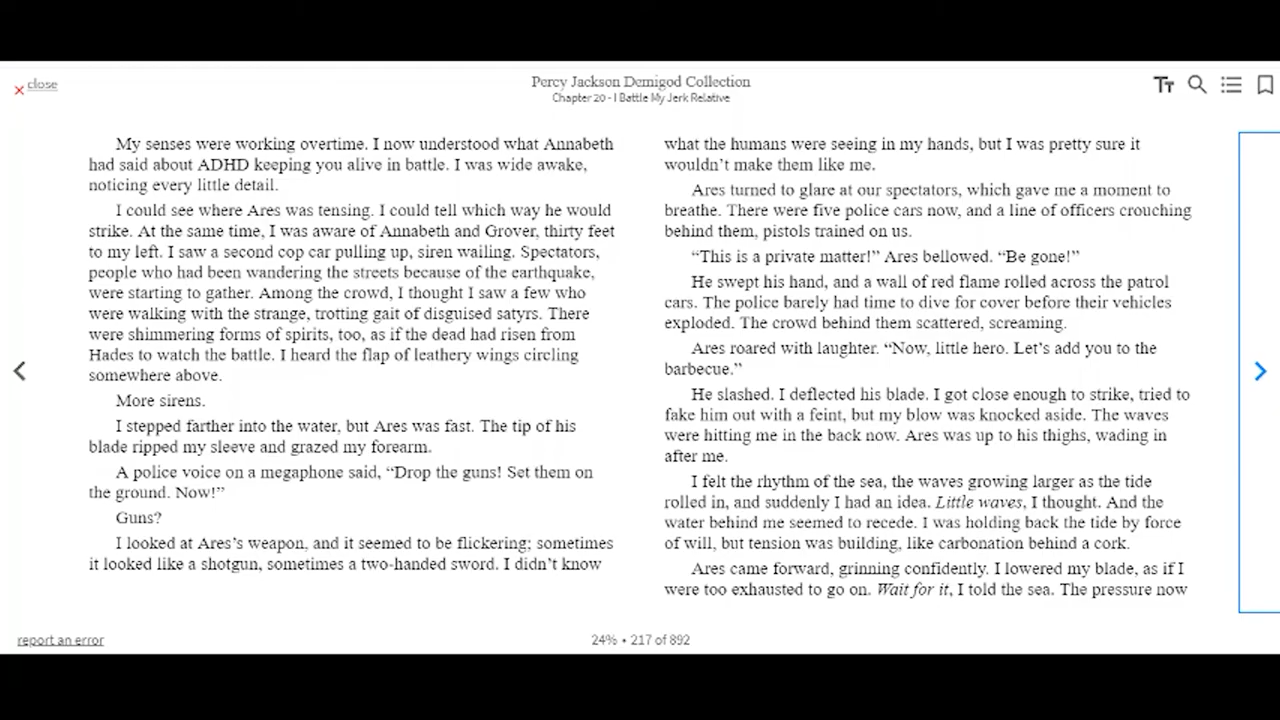 close
Percy Jackson Demigod Collection
Chapter 20 - I Battle My Jerk Relative
My senses were working overtime. I now understood what Annabeth
had said about ADHD keeping you alive in battle. I was wide awake,
noticing every little detail.
I could see where Ares was tensing. I could tell which way he would
strike. At the same time, I was aware of Annabeth and Grover, thirty feet
to my left. I saw a second cop car pulling up, siren wailing. Spectators,
people who had been wandering the streets because of the earthquake,
were starting to gather. Among the crowd, I thought I saw a few who
were walking with the strange, trotting gait of disguised satyrs. There
were shimmering forms of spirits, too, as if the dead had risen from
Hades to watch the battle. I heard the flap of leathery wings circling
somewhere above.
More sirens.
I stepped farther into the water, but Ares was fast. The tip of his
blade ripped my sleeve and grazed my forearm.
A police voice on a megaphone said, “Drop the guns! Set them on
the ground. Now!”
Guns?
I looked at Ares’s weapon, and it seemed to be flickering; sometimes
it looked like a shotgun, sometimes a two-handed sword. I didn’t know
what the humans were seeing in my hands, but I was pretty sure it
wouldn’t make them like me.
Ares turned to glare at our spectators, which gave me a moment to
breathe. There were five police cars now, and a line of officers crouching
behind them, pistols trained on us.
“This is a private matter!” Ares bellowed. “Be gone!”
He swept his hand, and a wall of red flame rolled across the patrol
cars. The police barely had time to dive for cover before their vehicles
exploded. The crowd behind them scattered, screaming.
Ares roared with laughter. “Now, little hero. Let’s add you to the
barbecue.”
He slashed. I deflected his blade. I got close enough to strike, tried to
fake him out with a feint, but my blow was knocked aside. The waves
were hitting me in the back now. Ares was up to his thighs, wading in
after me.
I felt the rhythm of the sea, the waves growing larger as the tide
rolled in, and suddenly I had an idea. Little waves, I thought. And the
water behind me seemed to recede. I was holding back the tide by force
of will, but tension was building, like carbonation behind a cork.
Ares came forward, grinning confidently. I lowered my blade, as if I
were too exhausted to go on. Wait for it, I told the sea. The pressure now
report an error
24% • 217 of 892